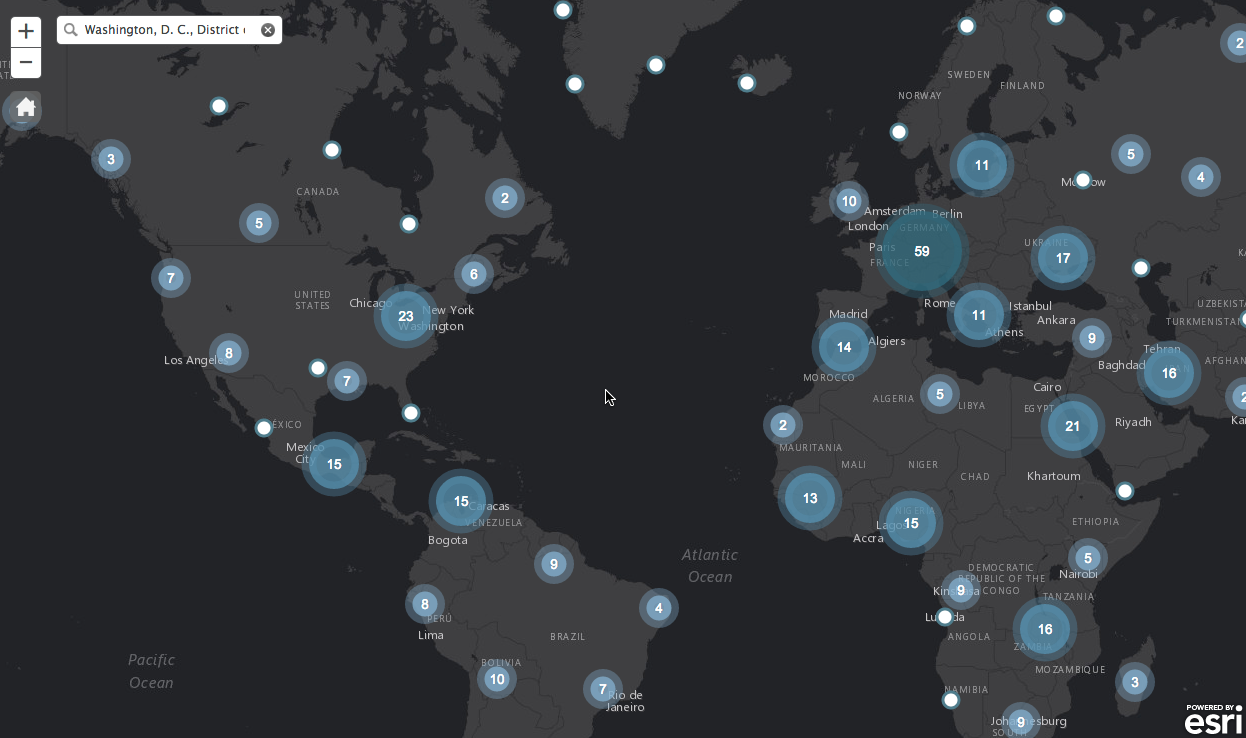 +
Washington, D. C., District
−
2
SWEDEN
FINLAND
NORWAY
3
11
5
Moscow
4
CANADA
2
10
Amsterdam
Berlin
5
London
GERMANY
Paris
59
UKRAINE
FRANCE
17
7
6
UNITED
STATES
Chicago
23
New York
Washington
Rome
11
Istanbul
Ankara
Athens
Madrid
UZBEKISTA
TURKMENISTAN
Los Angeles
8
14
Algiers
9
Tehran
Baghdad
16
AFGHAN
7
MOROCCO
5
ALGERIA
LIBYA
Cairo
EGYPT
2
Kar
MÉXICO
2
21
Riyadh
Mexico
City
15
MAURITANIA
MALI
NIGER
CHAD
Khartoum
15
Caracas
VENEZUELA
13
NIGERIA
Lagos
15
Accra
ETHIOPIA
Bogota
Atlantic
Ocean
9
5
Nairobi
DEMOCRATIC
REPUBLIC OF THE
CONGO
Kinshasa
9
TANZANIA
8
PERÚ
4
Luanda
16
Lima
BRAZIL
ANGOLA
ZAMBIA
Pacific
Ocean
BOLIVIA
10
MOZAMBIQUE
7
Rio de
Janeiro
NAMIBIA
3
Johannesburg
9
SOUTH
POWERED BY
esri